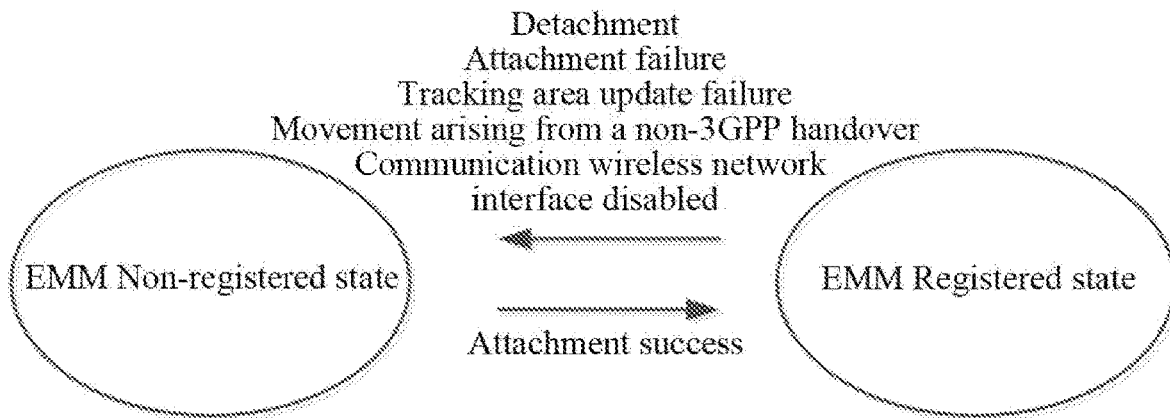 Detachment
Attachment failure
Tracking area update failure
Movement arising from a non-3GPP handover
Communication wireless network
interface disabled
EMM Non-registered state
EMM Registered state
Attachment success